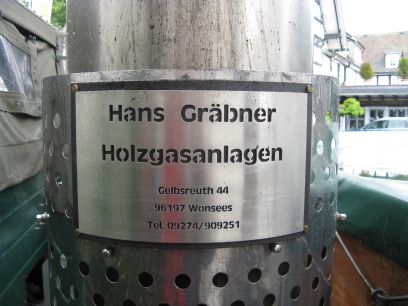 Hans Gräbner
Holzgasanlagen
Gelbsreuth 44
96197 Wonsees
Tel. 09274/909251